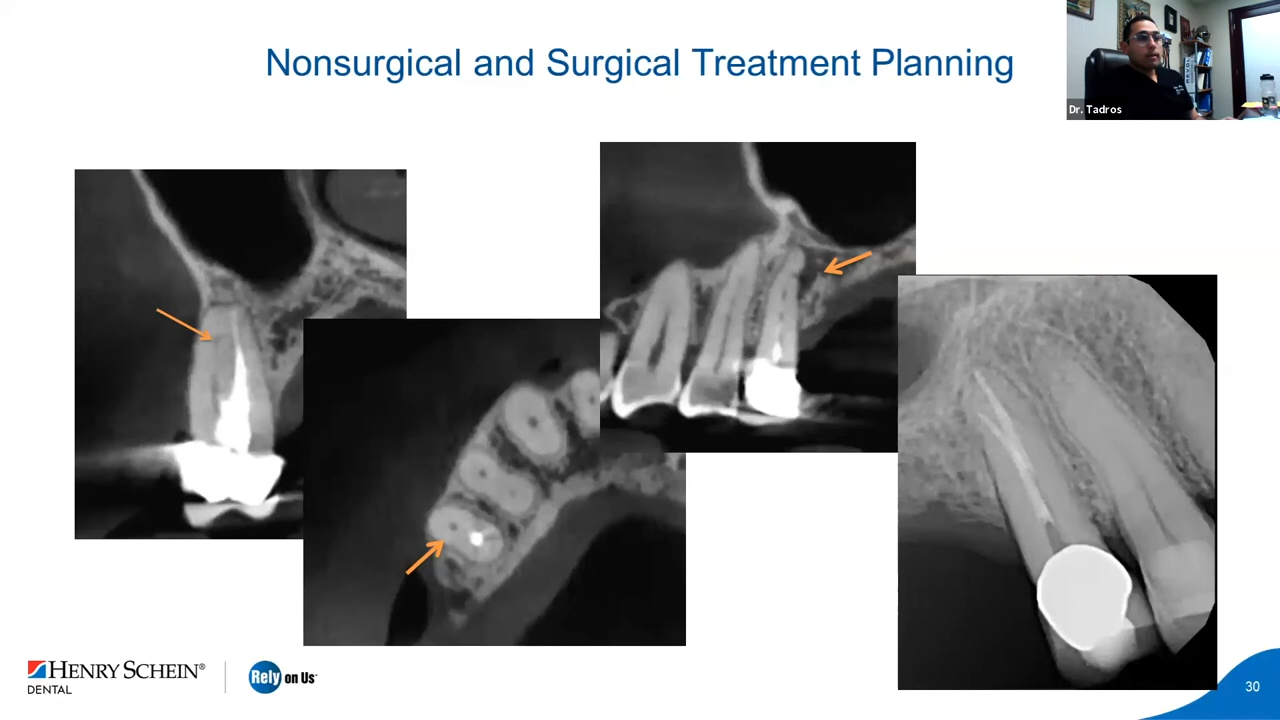 Nonsurgical and Surgical Treatment Planning
Dr. Tadros
HENRY SCHEIN®
DENTAL
Rely on Us
30